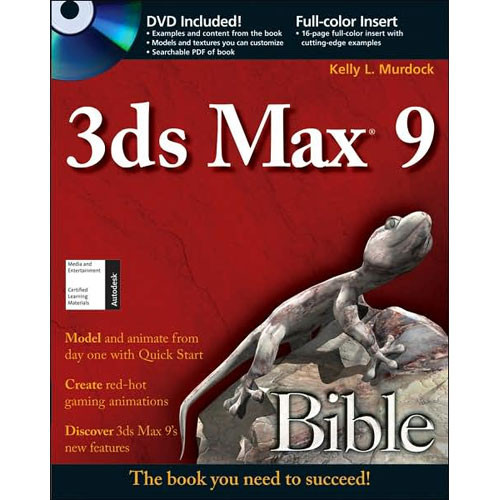 DVD Included!
• Examples and content from the book
• Models and textures you can customize
• Searchable PDF of book
Full-color Insert
• 16-page full-color insert with
cutting-edge examples
Kelly L. Murdock
3ds Max® 9
Media and
Entertainment
Certified
Learning
Materials
Autodesk
Model and animate from
day one with Quick Start
Create red-hot
gaming animations
Discover 3ds Max 9's
new features
Bible
The book you need to succeed!